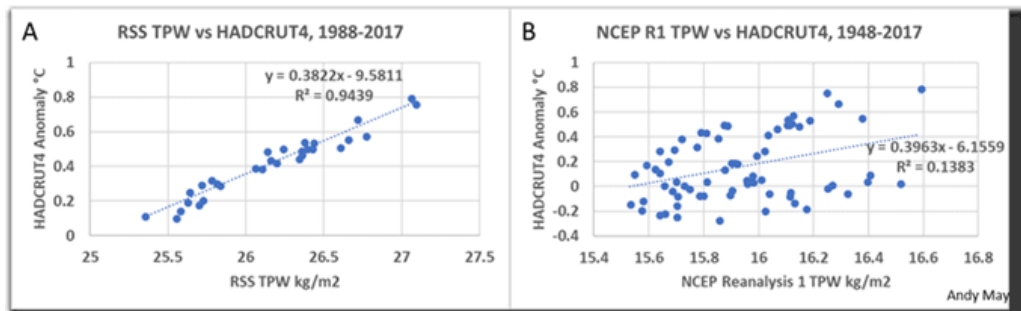 A
RSS TPW vs HADCRUT4, 1988-2017
y = 0.3822x - 9.5811
R² = 0.9439
HADCRUT4 Anomaly °C
1
0.8
0.6
0.4
0.2
0
25
25.5
26
26.5
27
27.5
RSS TPW kg/m2
B
NCEP R1 TPW vs HADCRUT4, 1948-2017
HADCRUT4 Anomaly °C
1
0.8
0.6
0.4
0.2
0
-0.2
-0.4
y = 0.3963x - 6.1559
R² = 0.1383
15.4
15.6
15.8
16
16.2
16.4
16.6
16.8
NCEP Reanalysis 1 TPW kg/m2
Andy May